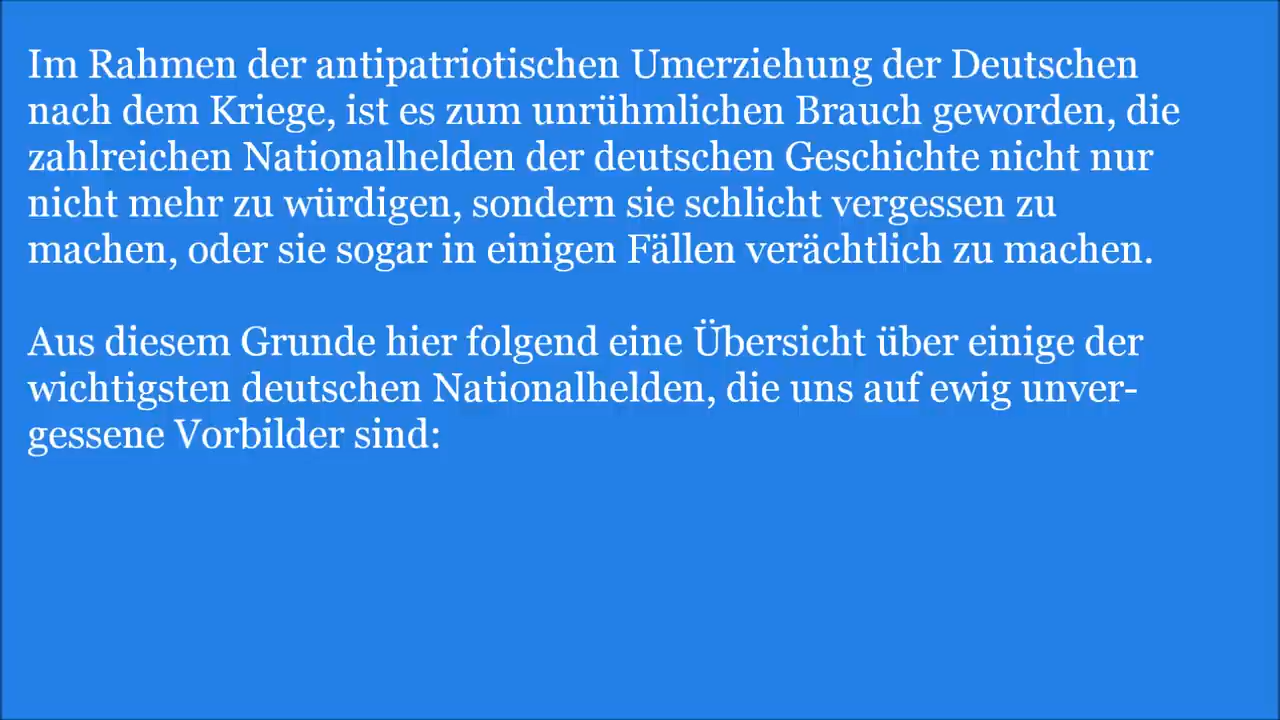 Im Rahmen der antipatriotischen Umerziehung der Deutschen
nach dem Kriege, ist es zum unrühmlichen Brauch geworden, die
zahlreichen Nationalhelden der deutschen Geschichte nicht nur
nicht mehr zu würdigen, sondern sie schlicht vergessen zu
machen, oder sie sogar in einigen Fällen verächtlich zu machen.
Aus diesem Grunde hier folgend eine Übersicht über einige der
wichtigsten deutschen Nationalhelden, die uns auf ewig unver-
gessene Vorbilder sind: